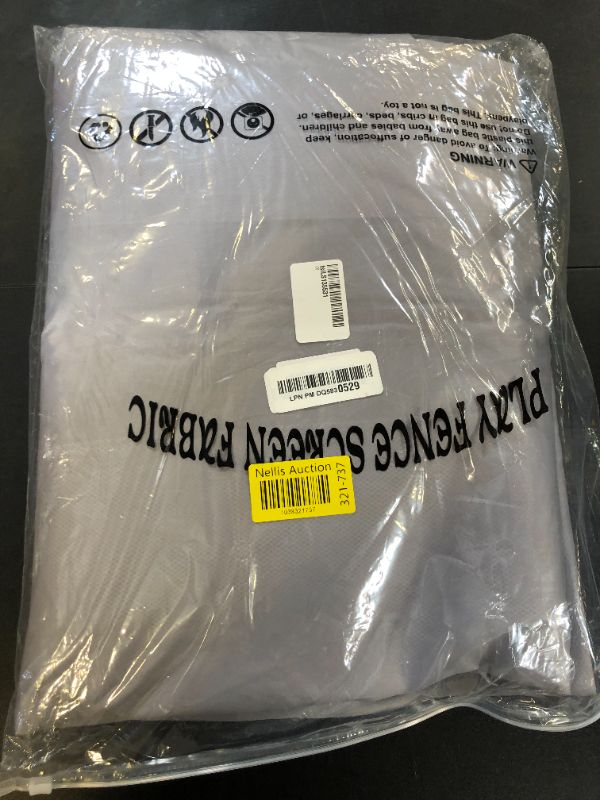 WARNING
Warning: to avoid danger of suffocation, keep
this plastic bag away from babies and children.
Do not use this bag in cribs, beds, carriages, or
playpens. This bag is not a toy.
LPN PM DQ5930529
PLAY FENCE SCREEN FABRIC
Nellis Auction
321-737